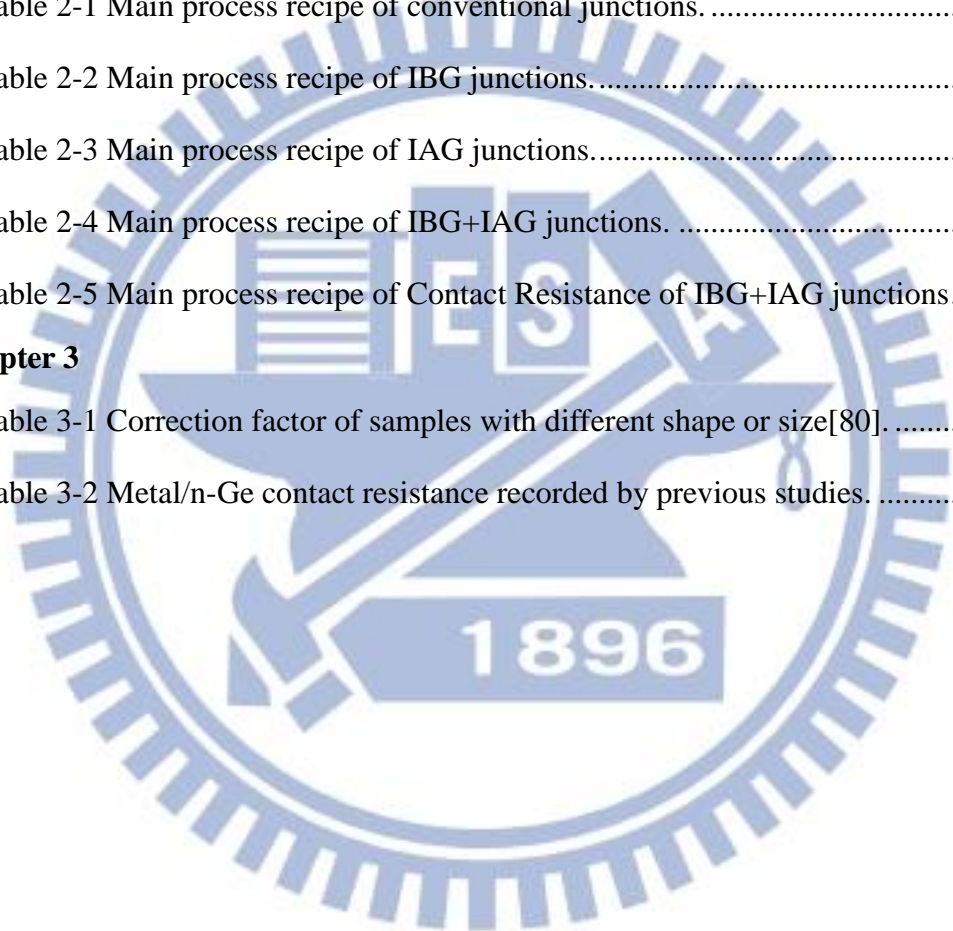 able 2-1 Main process recipe of conventional junctions. ..............................
able 2-2 Main process recipe of IBG junctions. ..........................................
able 2-3 Main process recipe of IAG junctions. ..........................................
able 2-4 Main process recipe of IBG+IAG junctions. ................................
able 2-5 Main process recipe of Contact Resistance of IBG+IAG junctions.
pter 3
able 3-1 Correction factor of samples with different shape or size[80]. .......
able 3-2 Metal/n-Ge contact resistance recorded by previous studies. .........
E S A
1896